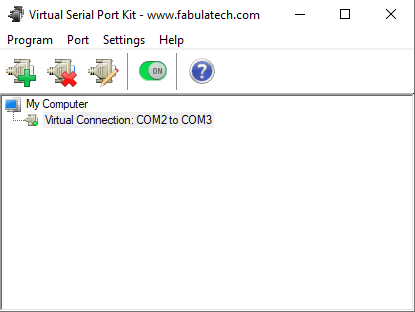 Virtual Serial Port Kit - www.fabulatech.com
Program Port Settings Help
ON ?
My Computer
Virtual Connection: COM2 to COM3